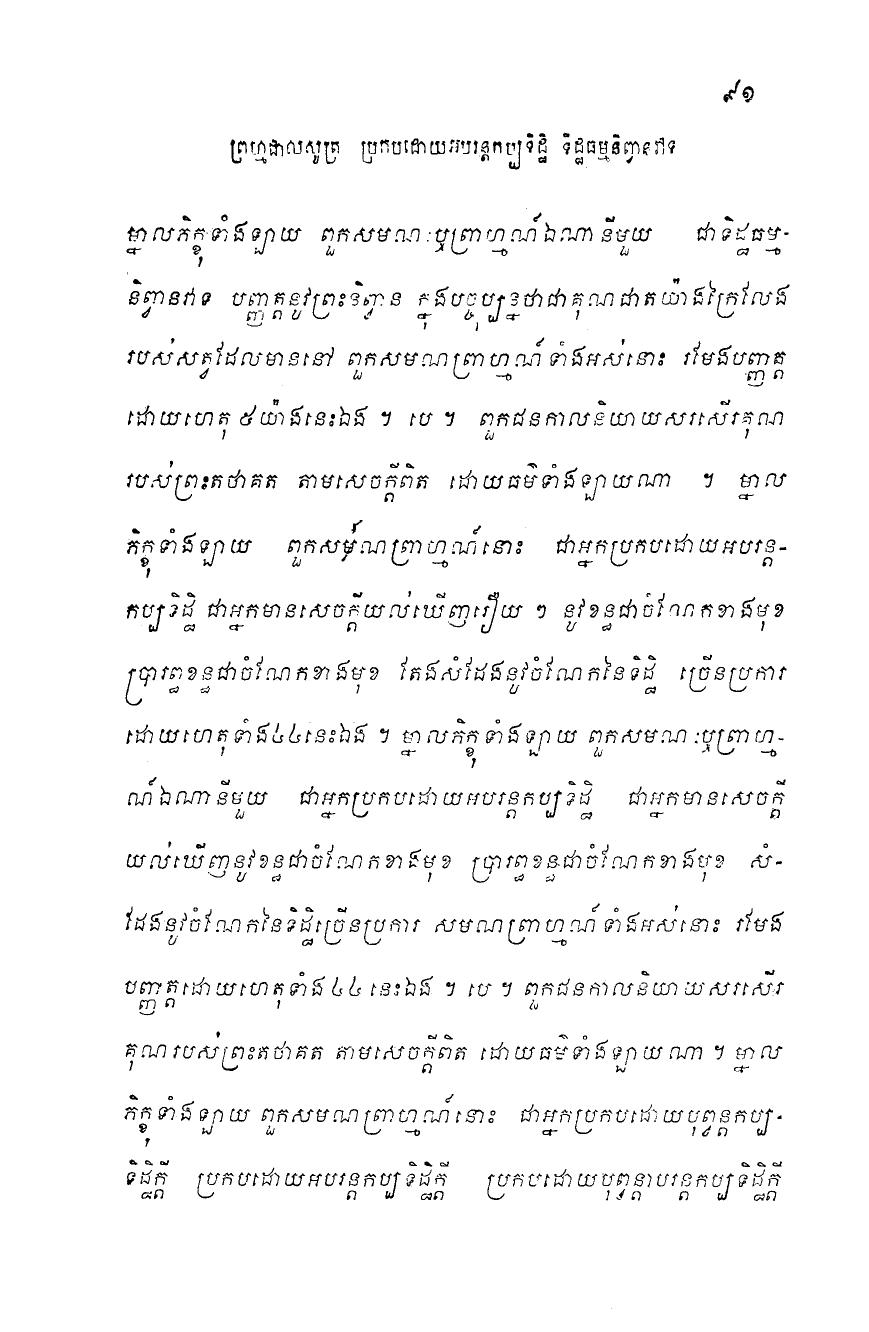 ៩១
ព្រហ្មជាលសូត្រ ប្រកបដោយអបរន្តកប្បទិដ្ឋិ ទិដ្ឋធម្មនិព្វានវាទ
ម្នាលភិក្ខុទាំងឡាយ ពួកសមណៈឬព្រាហ្មណ៍ឯណានីមួយ ជាទិដ្ឋធម្ម-
និព្វានវាទ បញ្ញត្តនូវព្រះនិព្វាន ក្នុងបច្ចុប្បន្នថាជាគុណជាតយ៉ាងក្រៃលែង
របស់សត្វដែលមាននៅ ពួកសមណព្រាហ្មណ៍ទាំងអស់នោះ រមែងបញ្ញត្ត
ដោយហេតុ ៥យ៉ាងនេះឯង ។ បេ ។ ពួកជនកាលនិយាយសរសើរគុណ
របស់ព្រះតថាគត តាមសេចក្តីពិត ដោយធម៌ទាំងឡាយណា ។ ម្នាល
ភិក្ខុទាំងឡាយ ពួកសម៉ណព្រាហ្មណ៍នោះ ជាអ្នកប្រកបដោយអបរន្ត-
កប្បទិដ្ឋិ ជាអ្នកមានសេចក្តីយល់ឃើញរឿយ ៗ នូវខន្ធជាចំណែកខាងមុខ
ប្រារព្ធខន្ធជាចំណែកខាងមុខ តែងសំដែងនូវចំណែកនៃទិដ្ឋិ ច្រើនប្រការ
ដោយហេតុទាំង៤៤នេះឯង ។ ម្នាលភិក្ខុទាំងឡាយ ពួកសមណៈឬព្រាហ្ម-
ណ៍ឯណានីមួយ ជាអ្នកប្រកបដោយអបរន្តកប្បទិដ្ឋិ ជាអ្នកមានសេចក្តី
យល់ឃើញនូវខន្ធជាចំណែកខាងមុខ ប្រារព្ធខន្ធជាចំណែកខាងមុខ សំ-
ដែងនូវចំណែកនៃទិដ្ឋិច្រើនប្រការ សមណព្រាហ្មណ៍ទាំងអស់នោះ រមែង
បញ្ញត្តដោយហេតុទាំង៤៤នេះឯង ។ បេ ។ ពួកជនកាលនិយាយសរសើរ
គុណរបស់ព្រះតថាគត តាមសេចក្តីពិត ដោយធម៌ទាំងឡាយណា ។ ម្នាល
ភិក្ខុទាំងឡាយ ពួកសមណព្រាហ្មណ៍នោះ ជាអ្នកប្រកបដោយបុព្វន្តកប្ប-
ទិដ្ឋិក្តី ប្រកបដោយអបរន្តកប្បទិដ្ឋិក្តី ប្រកបដោយបុព្វន្តាបរន្តកប្បទិដ្ឋិក្តី